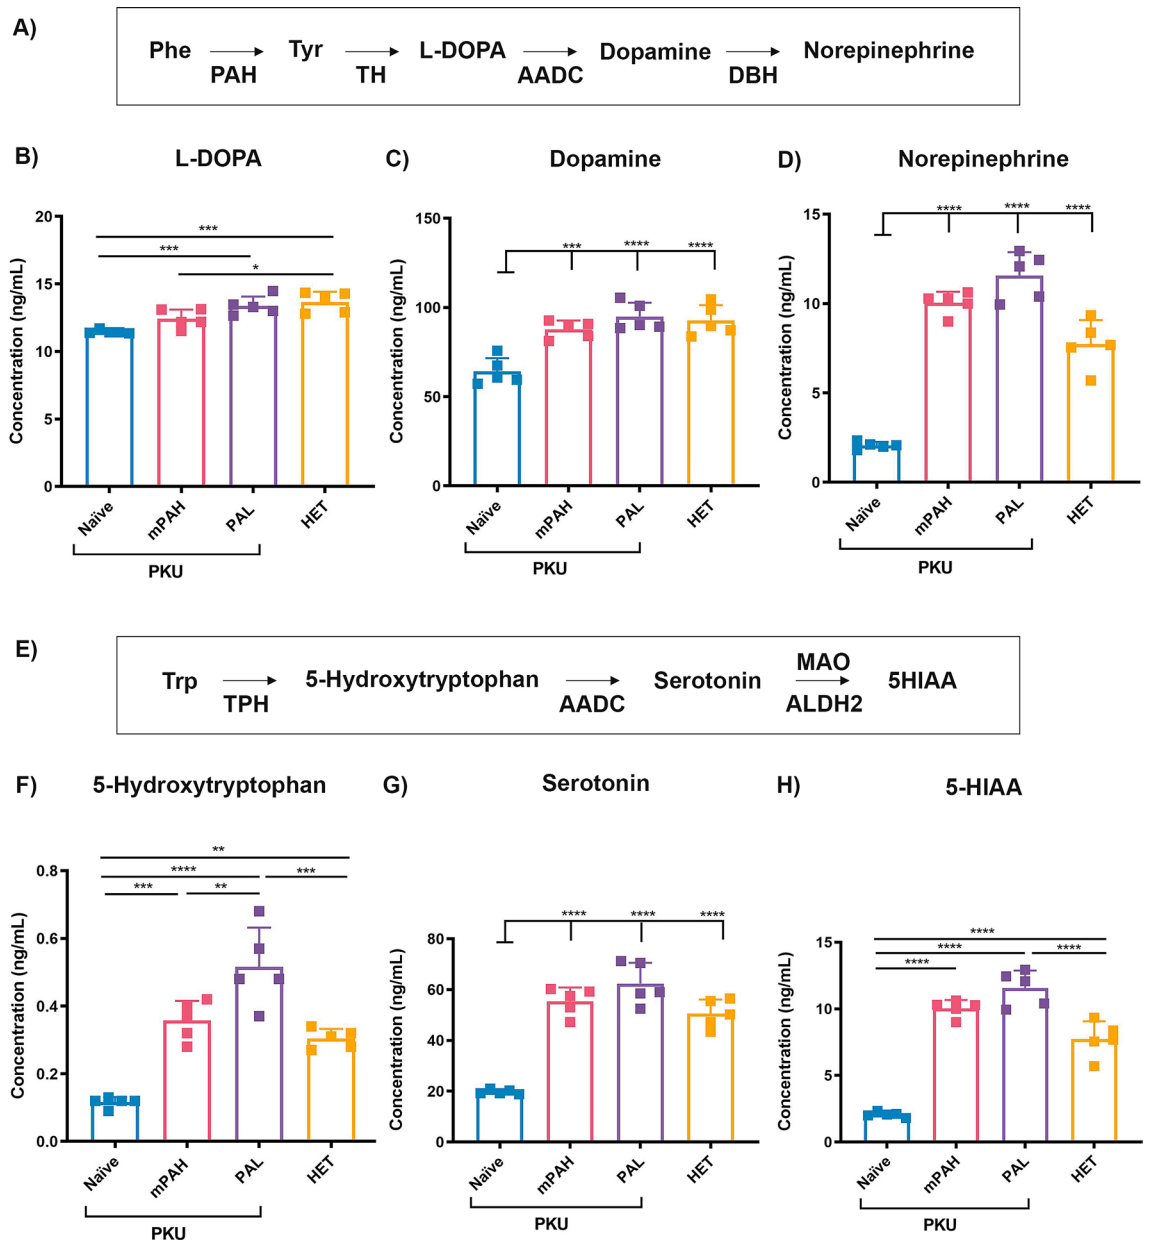 A)
Phe Tyr L-DOPA Dopamine Norepinephrine
PAH TH AADC DBH
B) L-DOPA
Concentration (ng/mL)
20
15
10
5
0
***
***
*
Naïve mPAH PAL HET
PKU
C) Dopamine
Concentration (ng/mL)
150
100
50
0
*** **** ****
Naïve mPAH PAL HET
PKU
D) Norepinephrine
Concentration (ng/mL)
15
10
5
0
**** **** ****
Naïve mPAH PAL HET
PKU
E)
MAO
Trp 5-Hydroxytryptophan Serotonin 5HIAA
TPH AADC ALDH2
F) 5-Hydroxytryptophan
Concentration (ng/mL)
0.8
0.6
0.4
0.2
0.0
**
**** ***
*** **
Naïve mPAH PAL HET
PKU
G) Serotonin
Concentration (ng/mL)
80
60
40
20
0
**** **** ****
Naïve mPAH PAL HET
PKU
H) 5-HIAA
Concentration (ng/mL)
15
10
5
0
****
**** ****
****
Naïve mPAH PAL HET
PKU